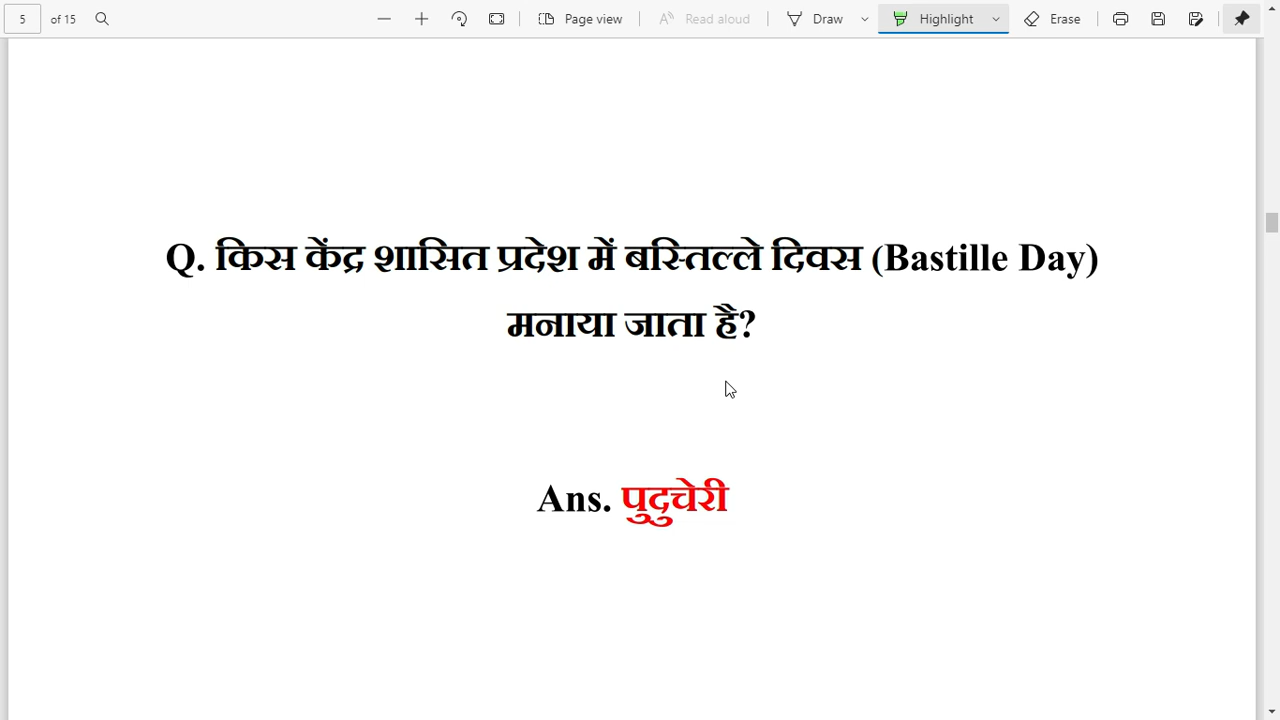 5 of 15 Page view Read aloud Draw Highlight Erase
Q. किस केंद्र शासित प्रदेश में बस्तिल्ले दिवस (Bastille Day)
मनाया जाता है?
Ans. पुदुचेरी